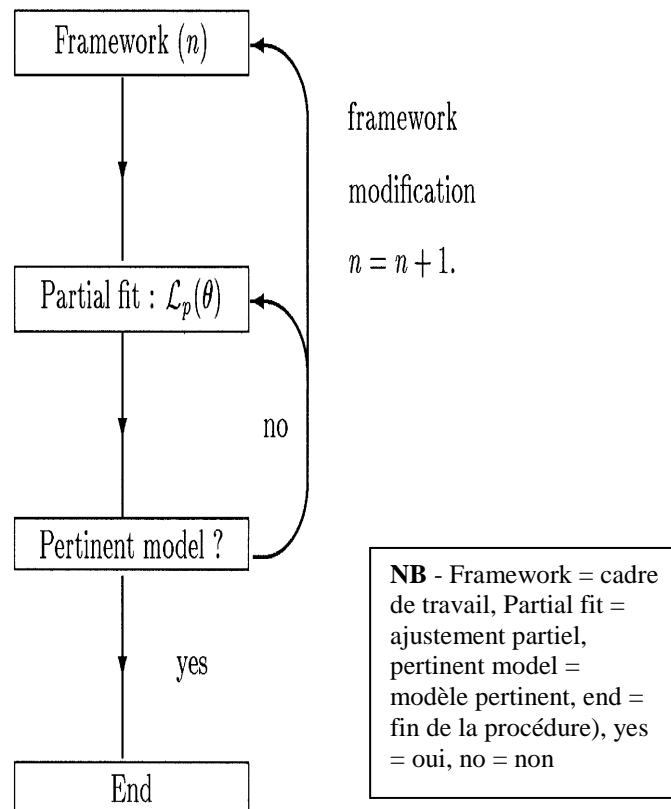 Framework (n)
framework
modification
n = n + 1.
Partial fit : ℒₚ(θ)
no
Pertinent model ?
yes
End
NB - Framework = cadre
de travail, Partial fit =
ajustement partiel,
pertinent model =
modèle pertinent, end =
fin de la procédure), yes
= oui, no = non